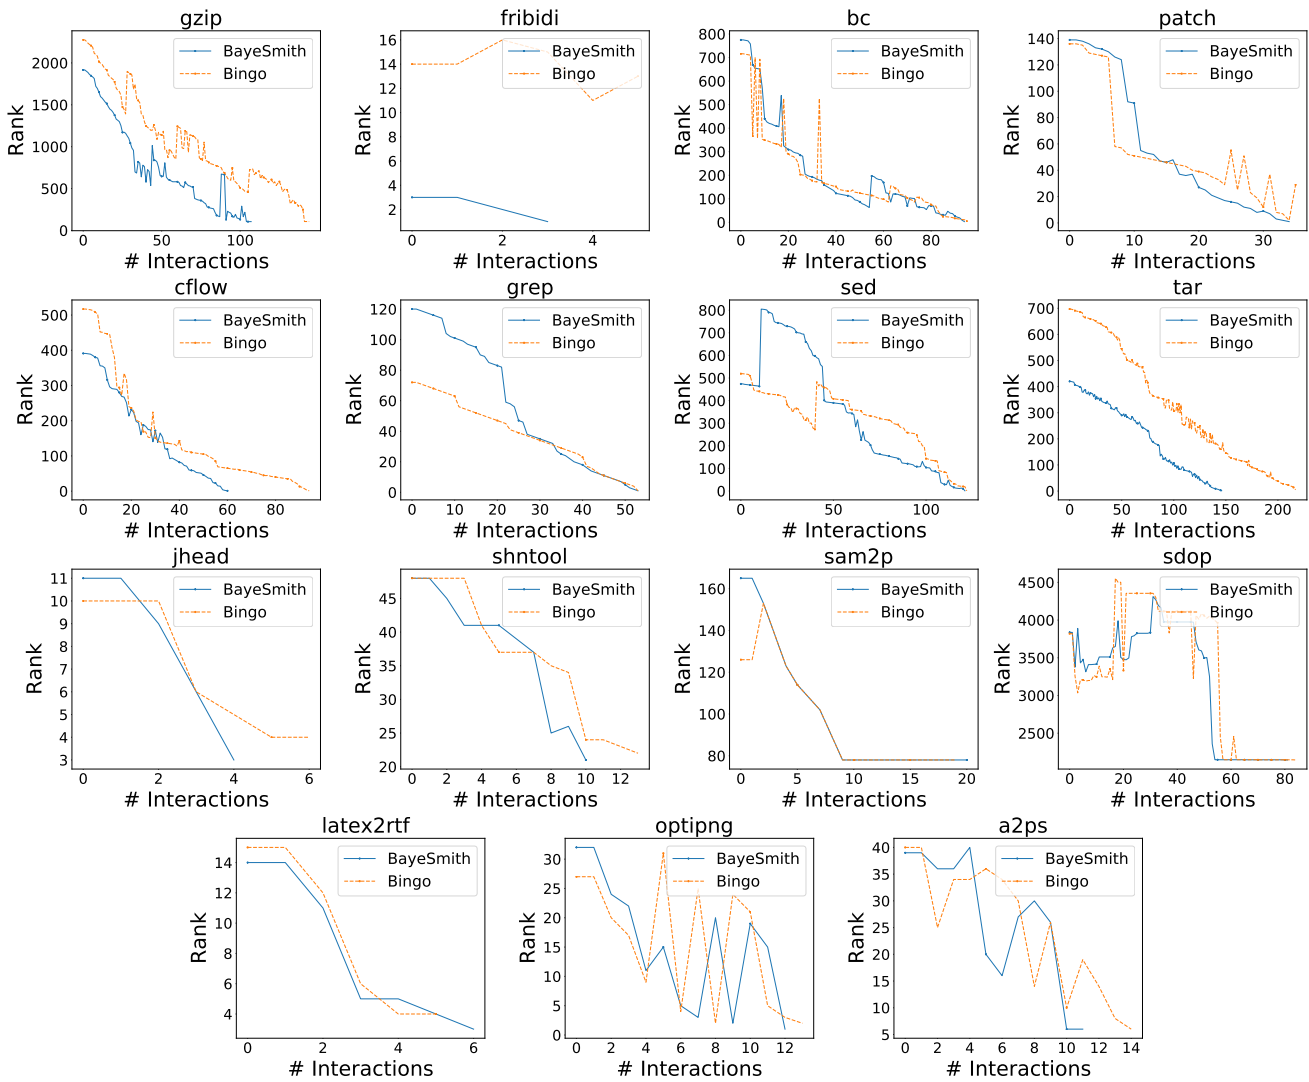 gzip
fribidi
bc
patch
2000
1500
1000
500
0
Rank
BayeSmith
Bingo
0 50 100
# Interactions
16
14
12
10
8
6
4
2
Rank
BayeSmith
Bingo
0 2 4
# Interactions
800
700
600
500
400
300
200
100
0
Rank
BayeSmith
Bingo
0 20 40 60 80
# Interactions
140
120
100
80
60
40
20
0
Rank
BayeSmith
Bingo
0 10 20 30
# Interactions
cflow
grep
sed
tar
500
400
300
200
100
0
Rank
BayeSmith
Bingo
0 20 40 60 80
# Interactions
120
100
80
60
40
20
0
Rank
BayeSmith
Bingo
0 10 20 30 40 50
# Interactions
800
700
600
500
400
300
200
100
0
Rank
BayeSmith
Bingo
0 50 100
# Interactions
700
600
500
400
300
200
100
0
Rank
BayeSmith
Bingo
0 50 100 150 200
# Interactions
jhead
shntool
sam2p
sdop
11
10
9
8
7
6
5
4
3
Rank
BayeSmith
Bingo
0 2 4 6
# Interactions
45
40
35
30
25
20
Rank
BayeSmith
Bingo
0 2 4 6 8 10 12
# Interactions
160
140
120
100
80
Rank
BayeSmith
Bingo
0 5 10 15 20
# Interactions
4500
4000
3500
3000
2500
Rank
BayeSmith
Bingo
0 20 40 60 80
# Interactions
latex2rtf
optipng
a2ps
14
12
10
8
6
4
Rank
BayeSmith
Bingo
0 2 4 6
# Interactions
30
25
20
15
10
5
0
Rank
BayeSmith
Bingo
0 2 4 6 8 10 12
# Interactions
40
35
30
25
20
15
10
5
Rank
BayeSmith
Bingo
0 2 4 6 8 10 12 14
# Interactions